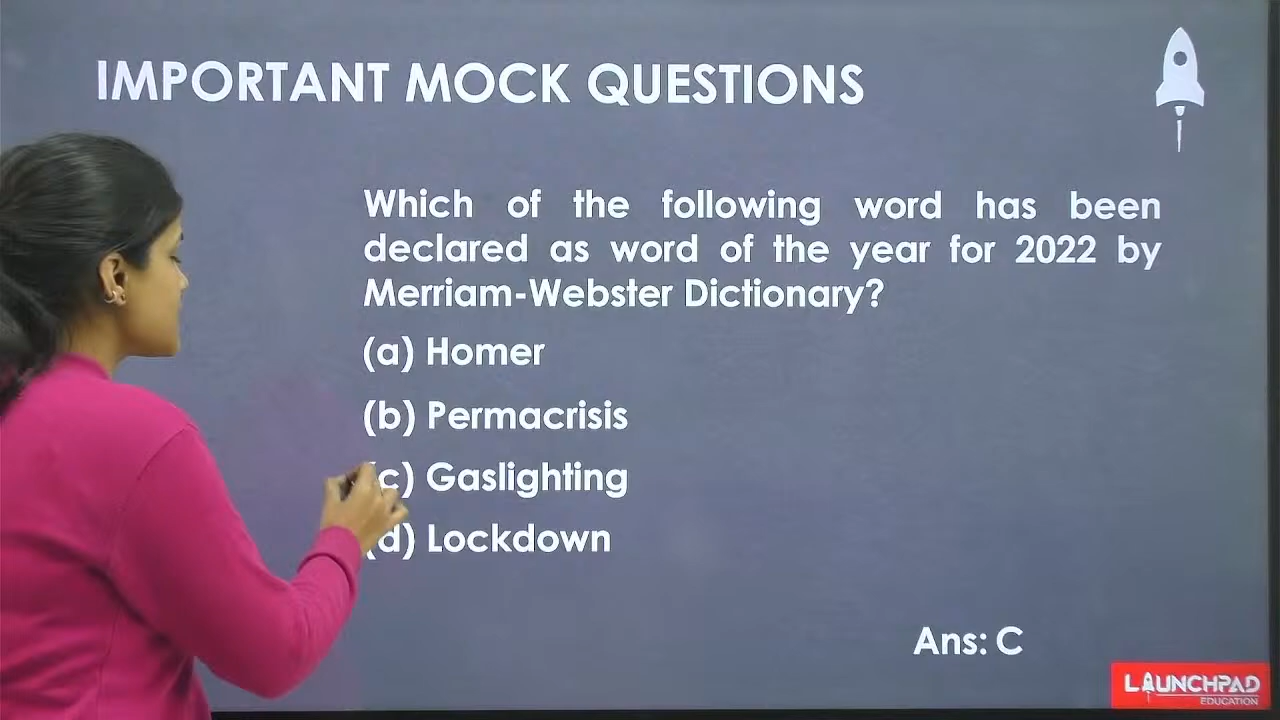 IMPORTANT MOCK QUESTIONS
Which of the following word has been
declared as word of the year for 2022 by
Merriam-Webster Dictionary?
(a) Homer
(b) Permacrisis
(c) Gaslighting
(d) Lockdown
Ans: C
LAUNCHPAD
EDUCATION